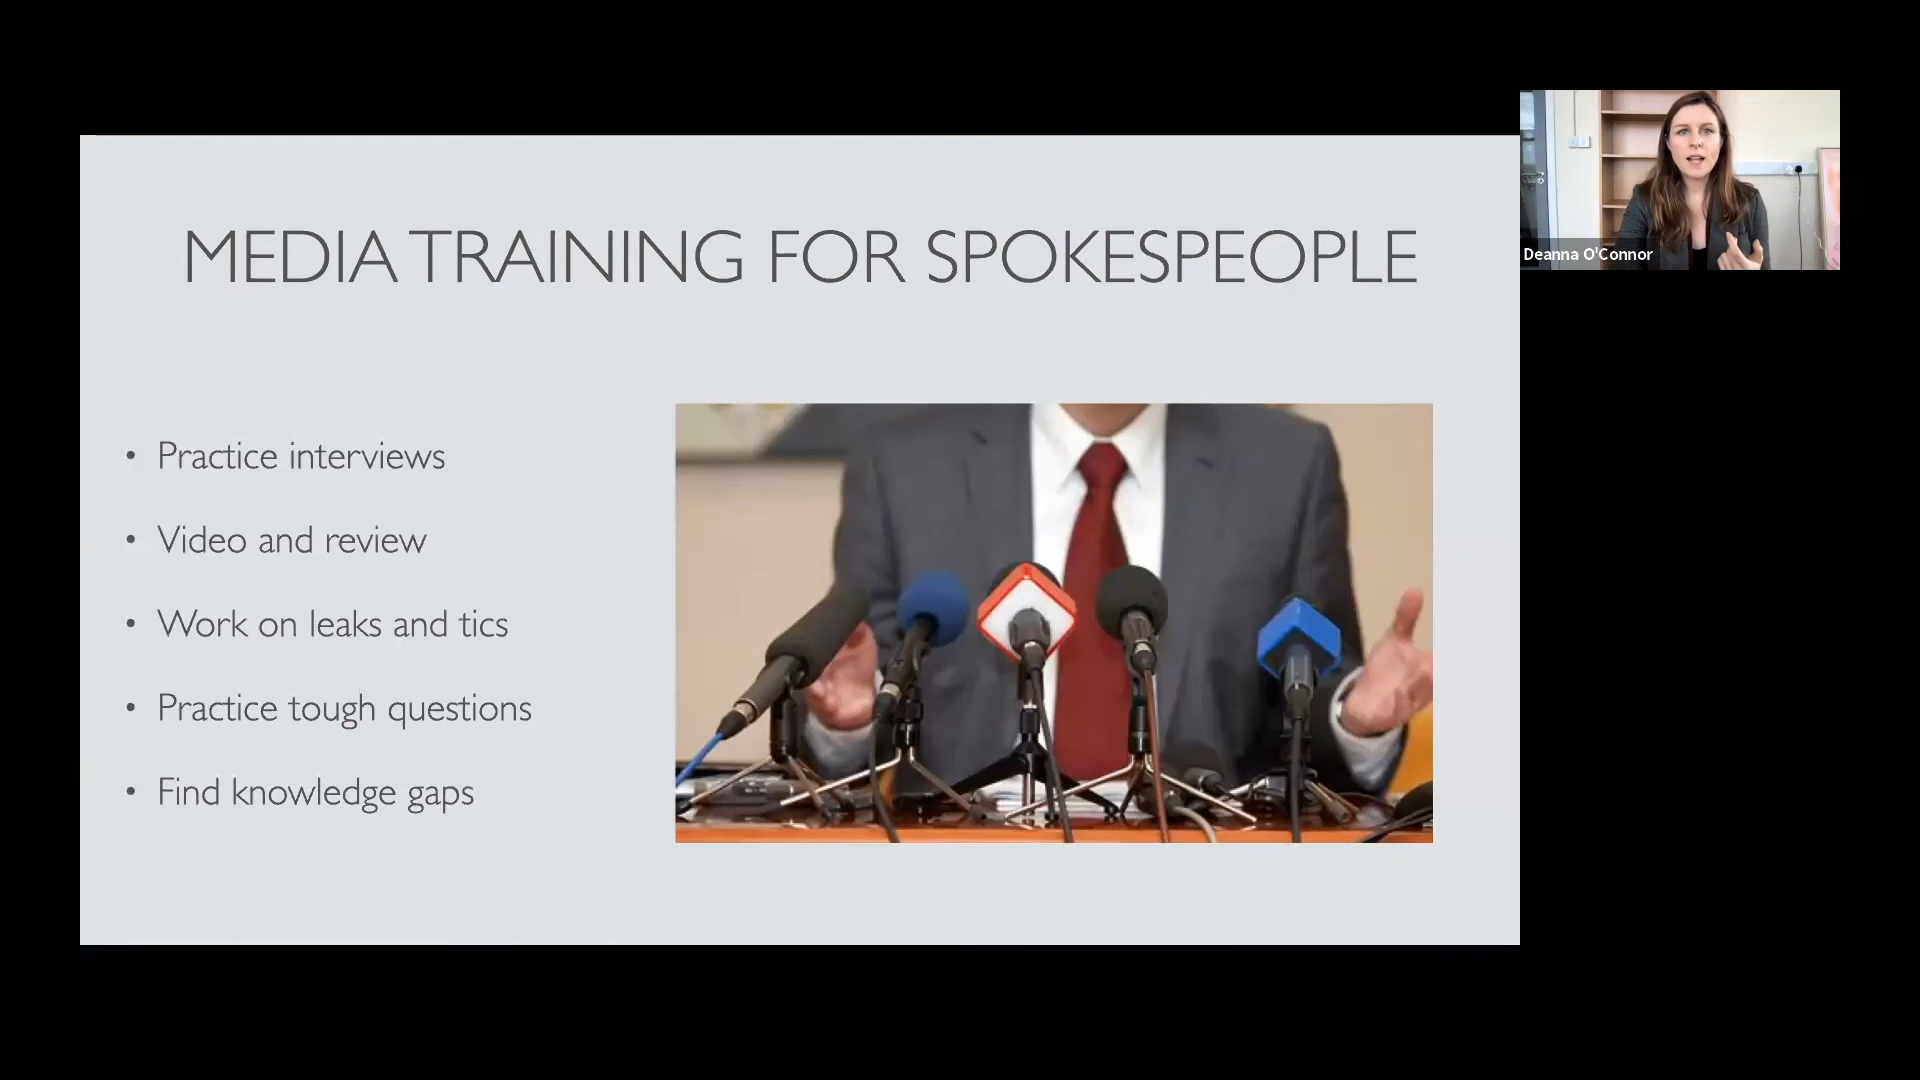 MEDIA TRAINING FOR SPOKESPEOPLE
• Practice interviews
• Video and review
• Work on leaks and tics
• Practice tough questions
• Find knowledge gaps
Deanna O'Connor